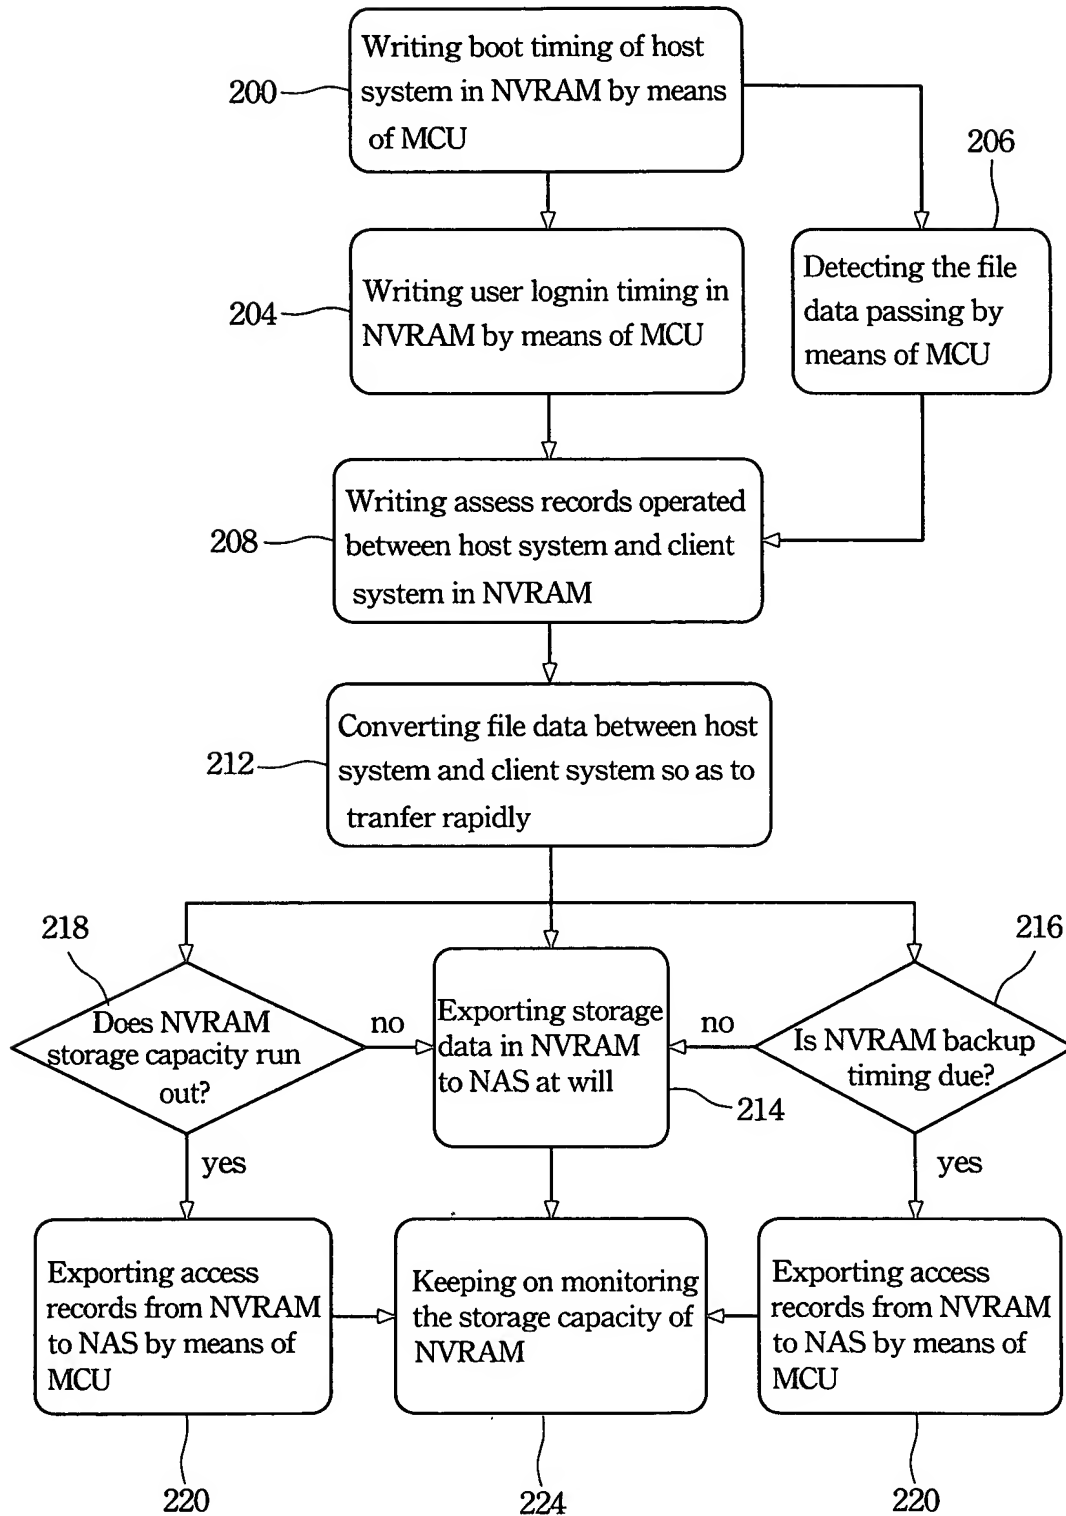 Writing boot timing of host
system in NVRAM by means
of MCU
200
206
Writing user lognin timing in
NVRAM by means of MCU
204
Detecting the file
data passing by
means of MCU
Writing assess records operated
between host system and client
system in NVRAM
208
Converting file data between host
system and client system so as to
tranfer rapidly
212
218
216
Does NVRAM
storage capacity run
out?
no
Exporting storage
data in NVRAM
to NAS at will
214
no
Is NVRAM backup
timing due?
yes
yes
Exporting access
records from NVRAM
to NAS by means of
MCU
Keeping on monitoring
the storage capacity of
NVRAM
Exporting access
records from NVRAM
to NAS by means of
MCU
220
224
220